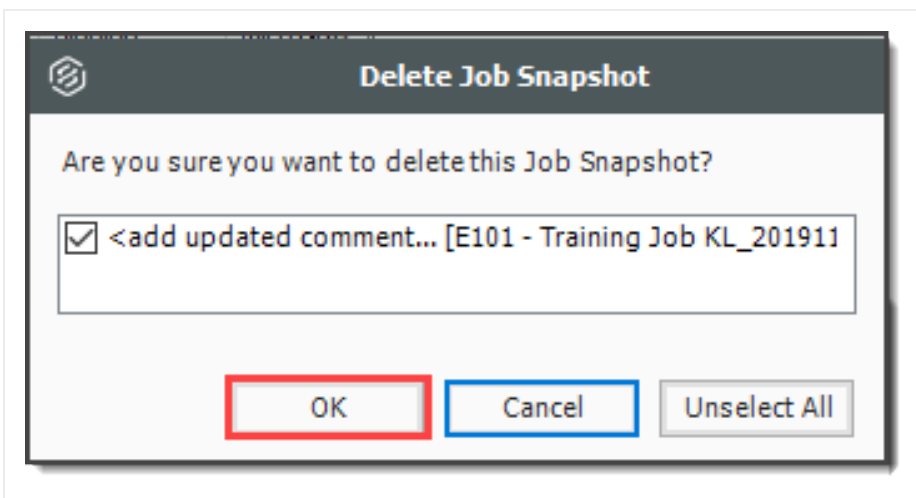 Delete Job Snapshot
Are you sure you want to delete this Job Snapshot?
<add updated comment... [E101 - Training Job KL_201911
OK Cancel Unselect All